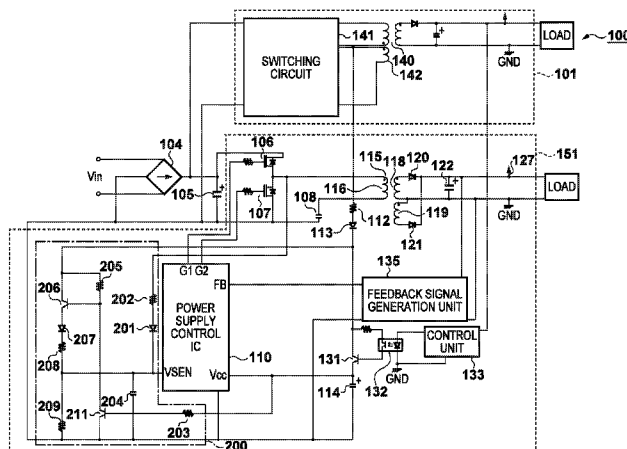 141
SWITCHING
CIRCUIT
140
142
LOAD
100
GND
101
104
106
Vin
105
107
108
115
116
118
120
122
127
151
119
112
113
121
LOAD
GND
G1 G2
205
206
202
207
201
208
FB
POWER
SUPPLY
CONTROL
IC
110
VSEN
Vcc
135
FEEDBACK SIGNAL
GENERATION UNIT
131
CONTROL
UNIT
GND
132
133
114
209
204
211
203
200